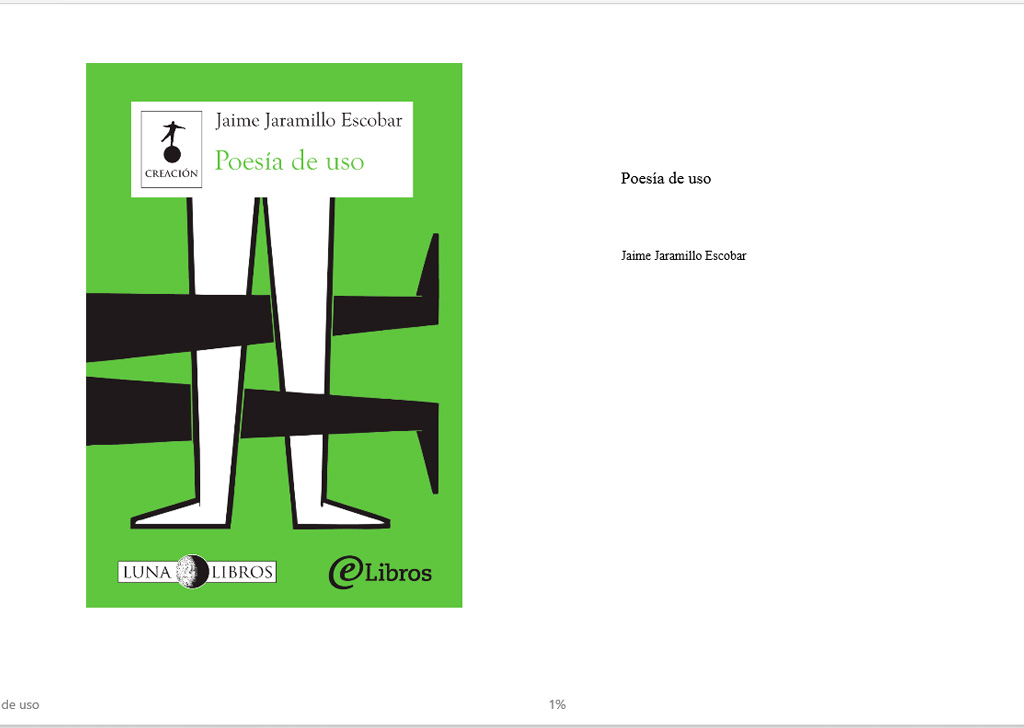 Jaime Jaramillo Escobar
Poesía de uso
CREACIÓN
LUNA LIBROS
eLibros
Poesía de uso
Jaime Jaramillo Escobar
de uso
1%